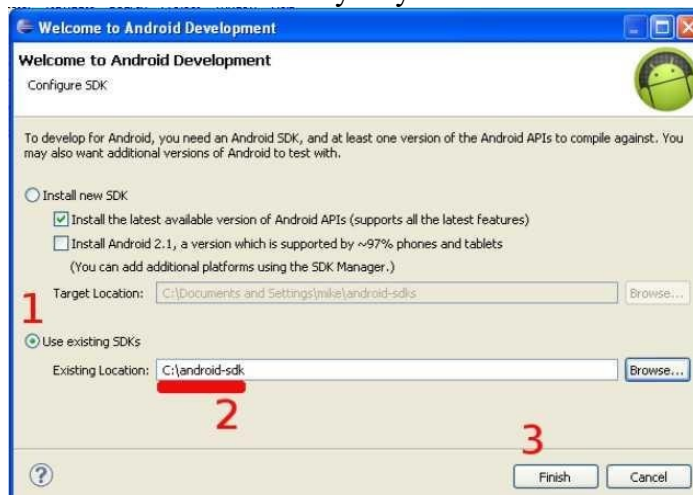 Welcome to Android Development
Welcome to Android Development
Configure SDK
To develop for Android, you need an Android SDK, and at least one version of the Android APIs to compile against. You
may also want additional versions of Android to test with.
Install new SDK
Install the latest available version of Android APIs (supports all the latest features)
Install Android 2.1, a version which is supported by ~97% phones and tablets
(You can add additional platforms using the SDK Manager.)
Target Location: C:\Documents and Settings\mike\android-sdks Browse...
1
Use existing SDKs
Existing Location: C:\android-sdk Browse...
2
3
? Finish Cancel